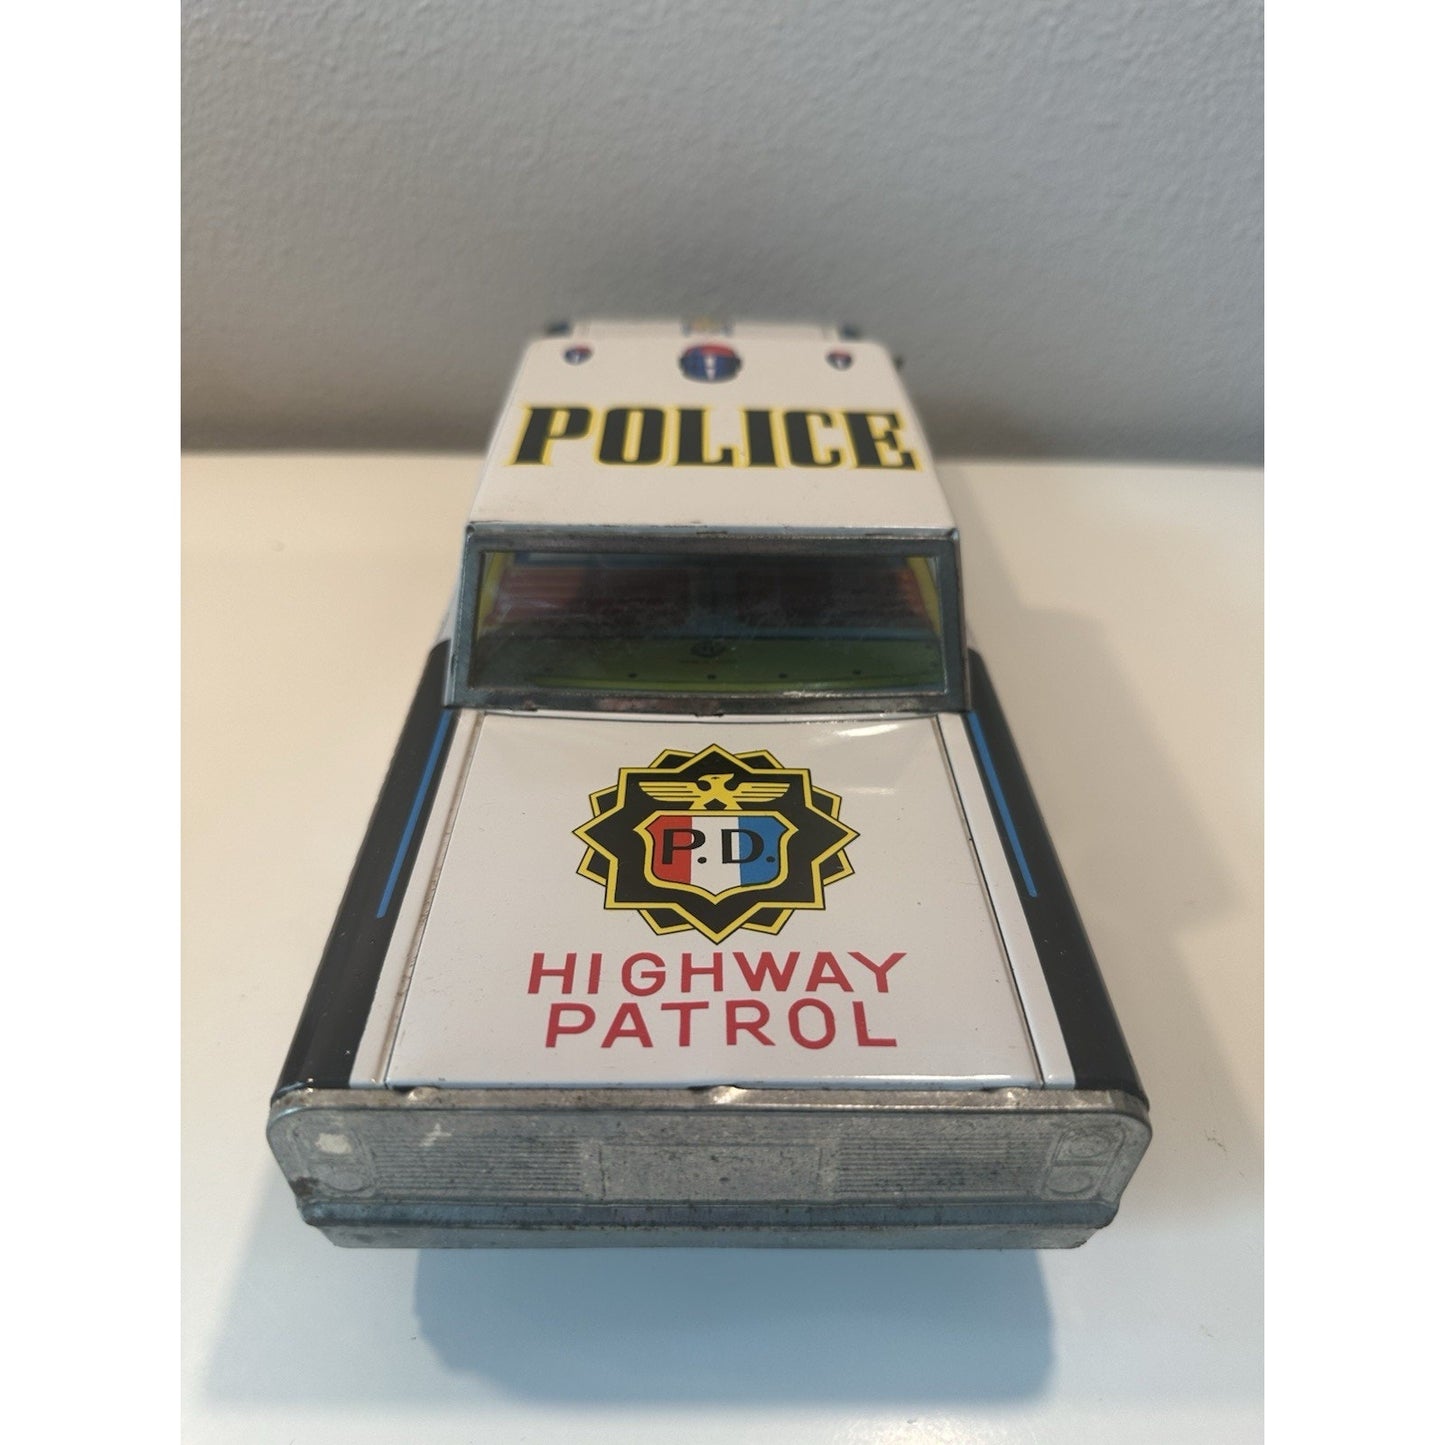 POLICE
P.D.
HIGHWAY
PATROL